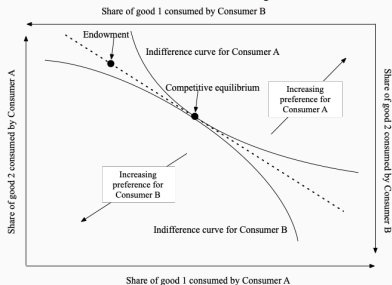 Share of good 1 consumed by Consumer B
Endowment
Indifference curve for Consumer A
Competitive equilibrium
Increasing
preference for
Consumer A
Share of good 2 consumed by Consumer A
Share of good 2 consumed by Consumer B
Increasing
preference for
Consumer B
Indifference curve for Consumer B
Share of good 1 consumed by Consumer A